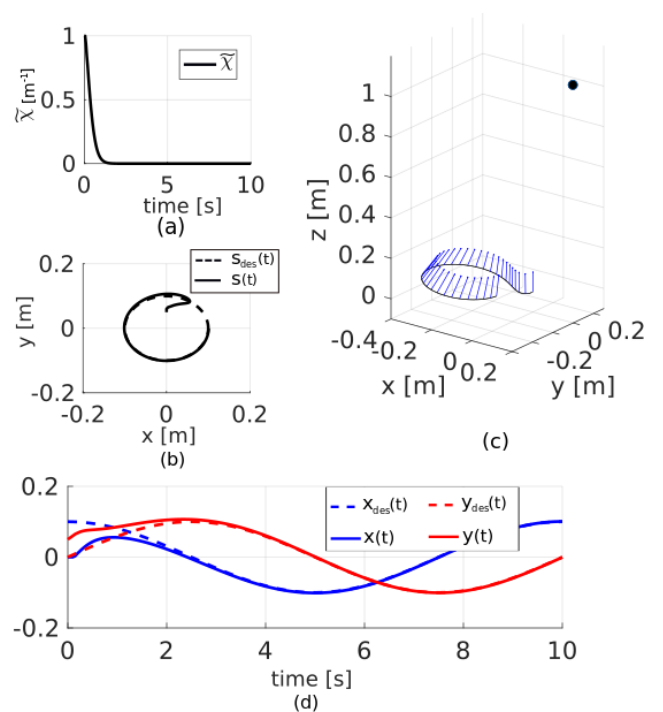 1
0.5
0
χ̃ [m⁻¹]
χ̃
0 5 10
time [s]
(a)
0.2
0
-0.2
y [m]
s_des(t)
s(t)
-0.2 0 0.2
x [m]
(b)
1
0.8
0.6
0.4
0.2
0
z [m]
-0.4
-0.2
0
0.2
x [m]
-0.2
0
0.2
y [m]
(c)
0.2
0
-0.2
x_des(t) y_des(t)
x(t) y(t)
0 2 4 6 8 10
time [s]
(d)